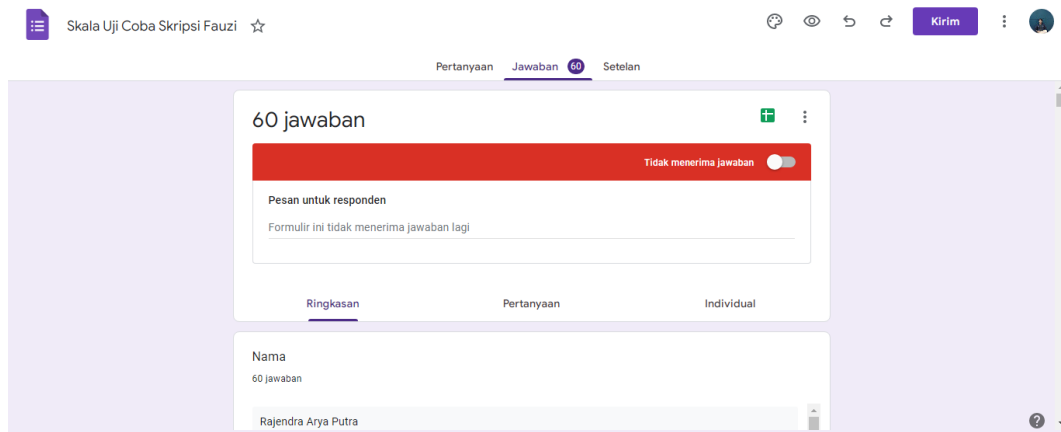 Skala Uji Coba Skripsi Fauzi
Kirim
Pertanyaan Jawaban 60 Setelan
60 jawaban
Tidak menerima jawaban
Pesan untuk responden
Formulir ini tidak menerima jawaban lagi
Ringkasan Pertanyaan Individual
Nama
60 jawaban
Rajendra Arya Putra